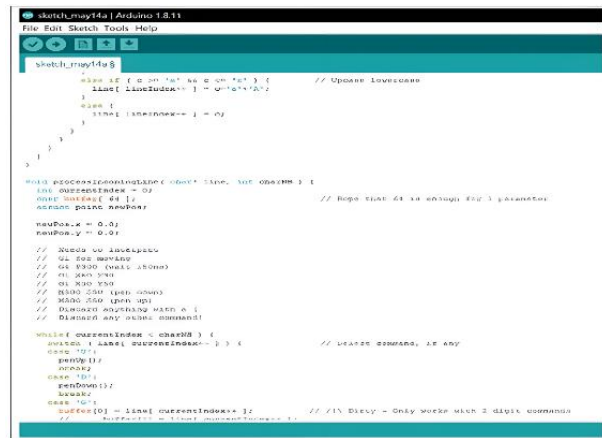 sketch_may14a | Arduino 1.8.11
File Edit Sketch Tools Help
sketch_may14a §
else if ( c >= 'a' && c <= 'z' ) { // Upcase lowercase
line[ lineIndex++ ] = c-'a'+'A';
}
else {
line[ lineIndex++ ] = c;
}
}
}
}
}
}
void processIncomingLine( char* line, int charNB ) {
int currentIndex = 0;
char buffer[ 64 ]; // Hope that 64 is enough for 1 parameter
struct point newPos;
newPos.x = 0.0;
newPos.y = 0.0;
// Needs to interpret
// G1 for moving
// G4 P300 (wait 150ms)
// G1 X60 Y30
// G1 X30 Y50
// M300 S30 (pen down)
// M300 S50 (pen up)
// Discard anything with a (
// Discard any other command!
while( currentIndex < charNB ) {
switch ( line[ currentIndex++ ] ) { // Select command, if any
case 'U':
penUp();
break;
case 'D':
penDown();
break;
case 'G':
buffer[0] = line[ currentIndex++ ]; // /!\ Dirty - Only works with 2 digit commands
// buffer[1] = line[ currentIndex++ ];